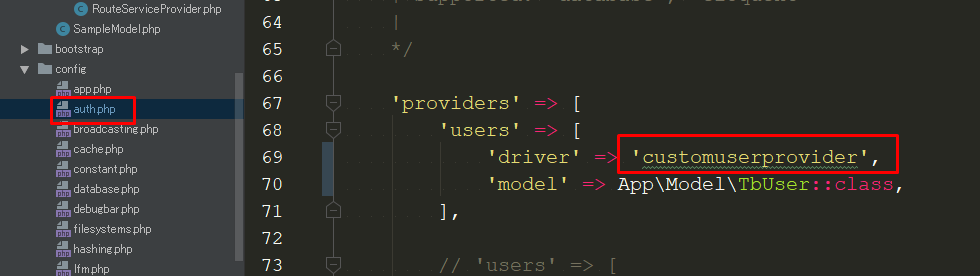 RouteServiceProvider.php
SampleModel.php
bootstrap
config
app.php
auth.php
broadcasting.php
cache.php
constant.php
database.php
debugbar.php
filesystems.php
hashing.php
lfm.php
64 |
65 */
66
67 'providers' => [
68 'users' => [
69 'driver' => 'customuserprovider',
70 'model' => App\Model\TbUser::class,
71 ],
72
73 // 'users' => [